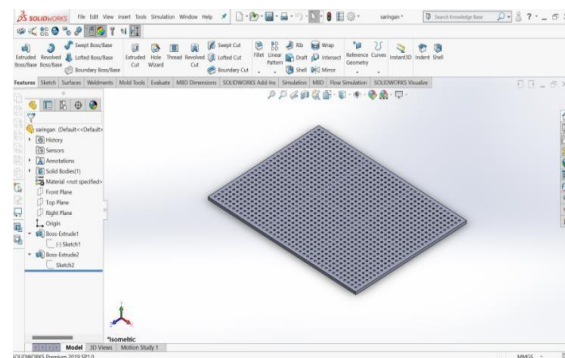 SOLIDWORKS File Edit View Insert Tools Simulation Window Help saringan * Search Knowledge Base
Extruded Boss/Base Revolved Boss/Base Swept Boss/Base Lofted Boss/Base Boundary Boss/Base Extruded Cut Hole Wizard Thread Revolved Cut Swept Cut Lofted Cut Boundary Cut Fillet Linear Pattern Rib Draft Shell Wrap Intersect Mirror Reference Geometry Curves Instant3D Indent Shell
Features Sketch Surfaces Weldments Mold Tools Evaluate MBD Dimensions SOLIDWORKS Add-Ins Simulation MBD Flow Simulation SOLIDWORKS Visualize
saringan (Default<<Default>
History
Sensors
Annotations
Solid Bodies(1)
Material <not specified>
Front Plane
Top Plane
Right Plane
Origin
Boss-Extrude1
(-) Sketch1
Boss-Extrude2
Sketch2
*Isometric
Model 3D Views Motion Study 1
SOLIDWORKS Premium 2019 SP1.0 MMGS